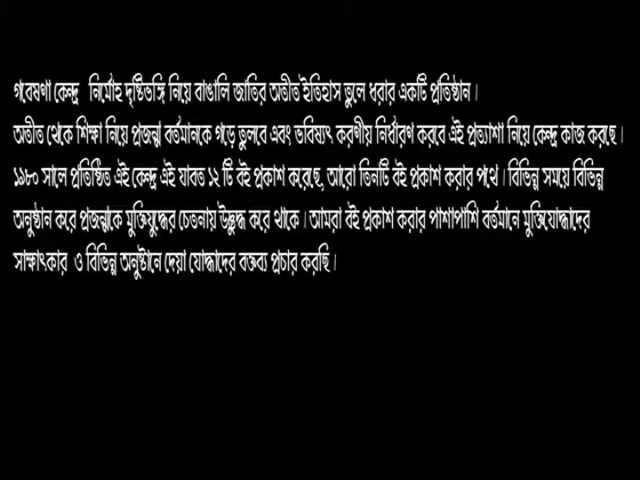 গবেষণা কেন্দ্র নির্মোহ দৃষ্টিভঙ্গি নিয়ে বাঙালি জাতির অতীত ইতিহাস তুলে ধরার একটি প্রতিষ্ঠান।
অতীত থেকে শিক্ষা নিয়ে প্রজন্ম বর্তমানকে গড়ে তুলবে এবং ভবিষ্যৎ করণীয় নির্ধারণ করবে এই প্রত্যাশা নিয়ে কেন্দ্র কাজ করছে।
১৯৮০ সালে প্রতিষ্ঠিত এই কেন্দ্র এই যাবত ১২ টি বই প্রকাশ করেছে, আরো তিনটি বই প্রকাশ করার পথে। বিভিন্ন সময়ে বিভিন্ন
অনুষ্ঠান করে প্রজন্মকে মুক্তিযুদ্ধের চেতনায় উদ্ভুদ্ধ করে থাকে। আমরা বই প্রকাশ করার পাশাপাশি বর্তমানে মুক্তিযোদ্ধাদের
সাক্ষাৎকার ও বিভিন্ন অনুষ্টানে দেয়া যোদ্ধাদের বক্তব্য প্রচার করছি।